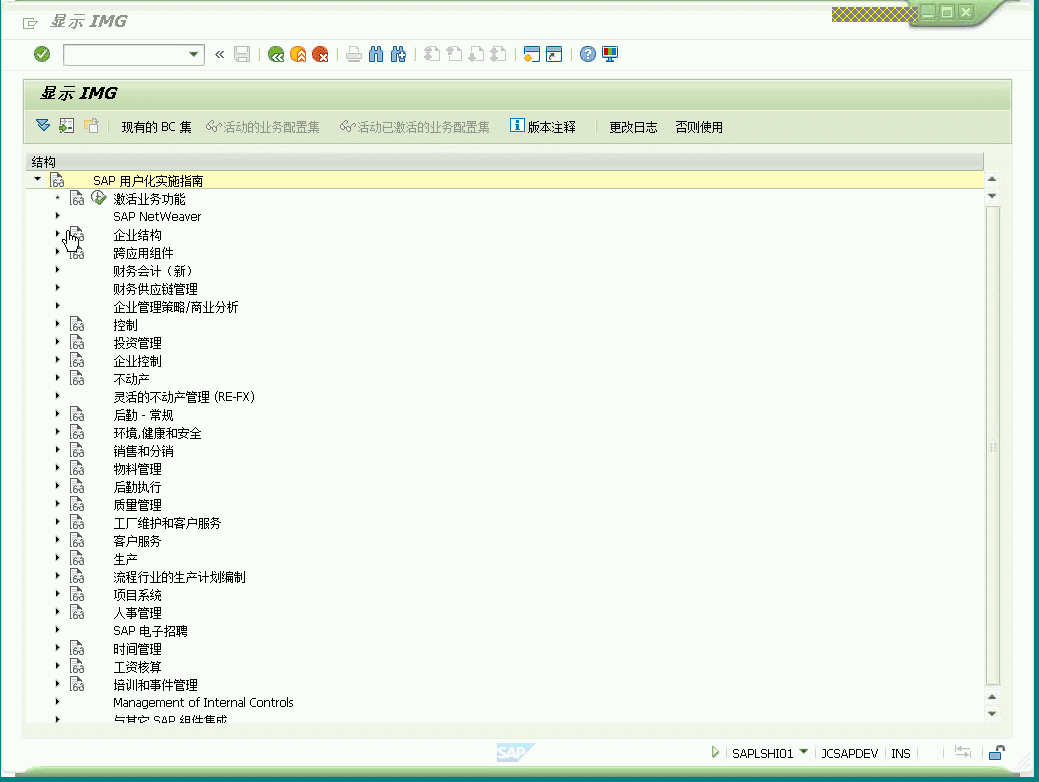 显示 IMG
显示 IMG
现有的 BC 集 活动的业务配置集 活动已激活的业务配置集 版本注释 更改日志 否则使用
结构
SAP 用户化实施指南
激活业务功能
SAP NetWeaver
企业结构
跨应用组件
财务会计（新）
财务供应链管理
企业管理策略/商业分析
控制
投资管理
企业控制
不动产
灵活的不动产管理 (RE-FX)
后勤 - 常规
环境,健康和安全
销售和分销
物料管理
后勤执行
质量管理
工厂维护和客户服务
客户服务
生产
流程行业的生产计划编制
项目系统
人事管理
SAP 电子招聘
时间管理
工资核算
培训和事件管理
Management of Internal Controls
与其它 SAP 组件集成
SAP SAPLSHI01 JCSAPDEV INS